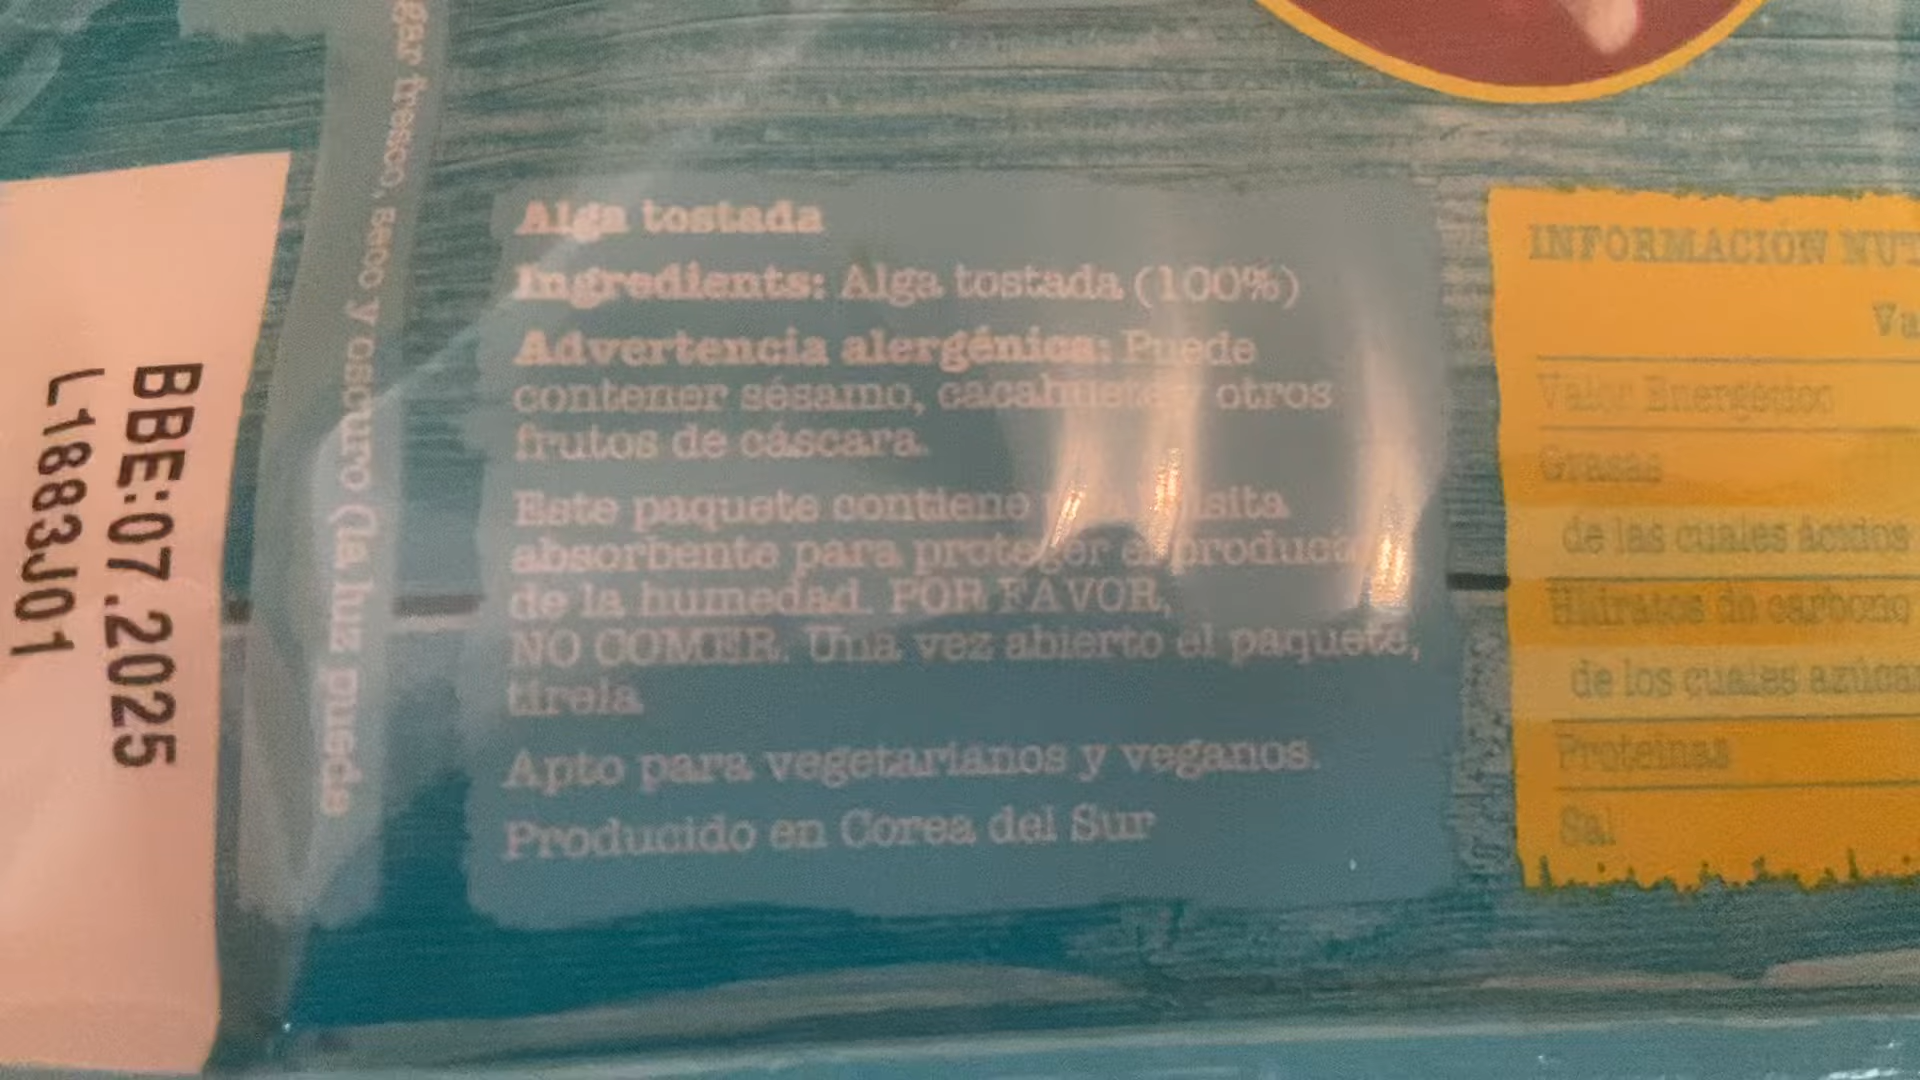 BBE:07.2025
L1883J01
gar fresco, seco y oscuro (la luz puede
Alga tostada
Ingredients: Alga tostada (100%)
Advertencia alergénica: Puede
contener sésamo, cacahuetes otros
frutos de cáscara.
Este paquete contiene
absorbente para proteger el producto
de la humedad. POR FAVOR,
NO COMER. Una vez abierto el paquete,
tírela
Apto para vegetarianos y veganos.
Producido en Corea del Sur
INFORMACIÓN NUT
Va
Valor Energético
Grasas
de las cuales ácidos
Hidratos de carbono
de los cuales azúcar
Proteínas
Sal